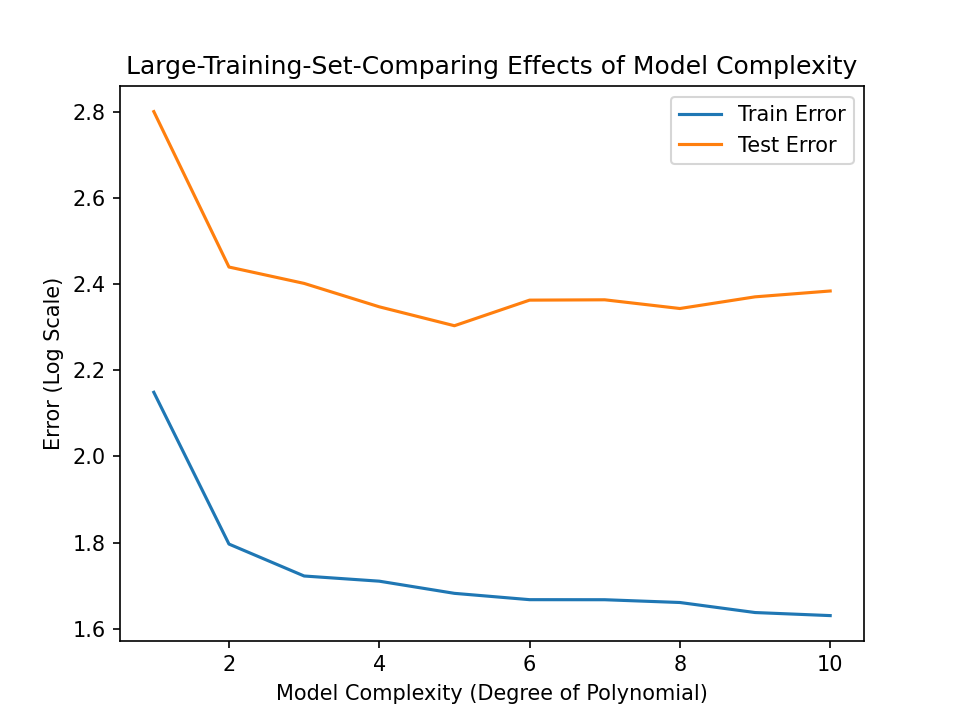 Large-Training-Set-Comparing Effects of Model Complexity
Train Error
Test Error
Error (Log Scale)
2.8
2.6
2.4
2.2
2.0
1.8
1.6
2 4 6 8 10
Model Complexity (Degree of Polynomial)